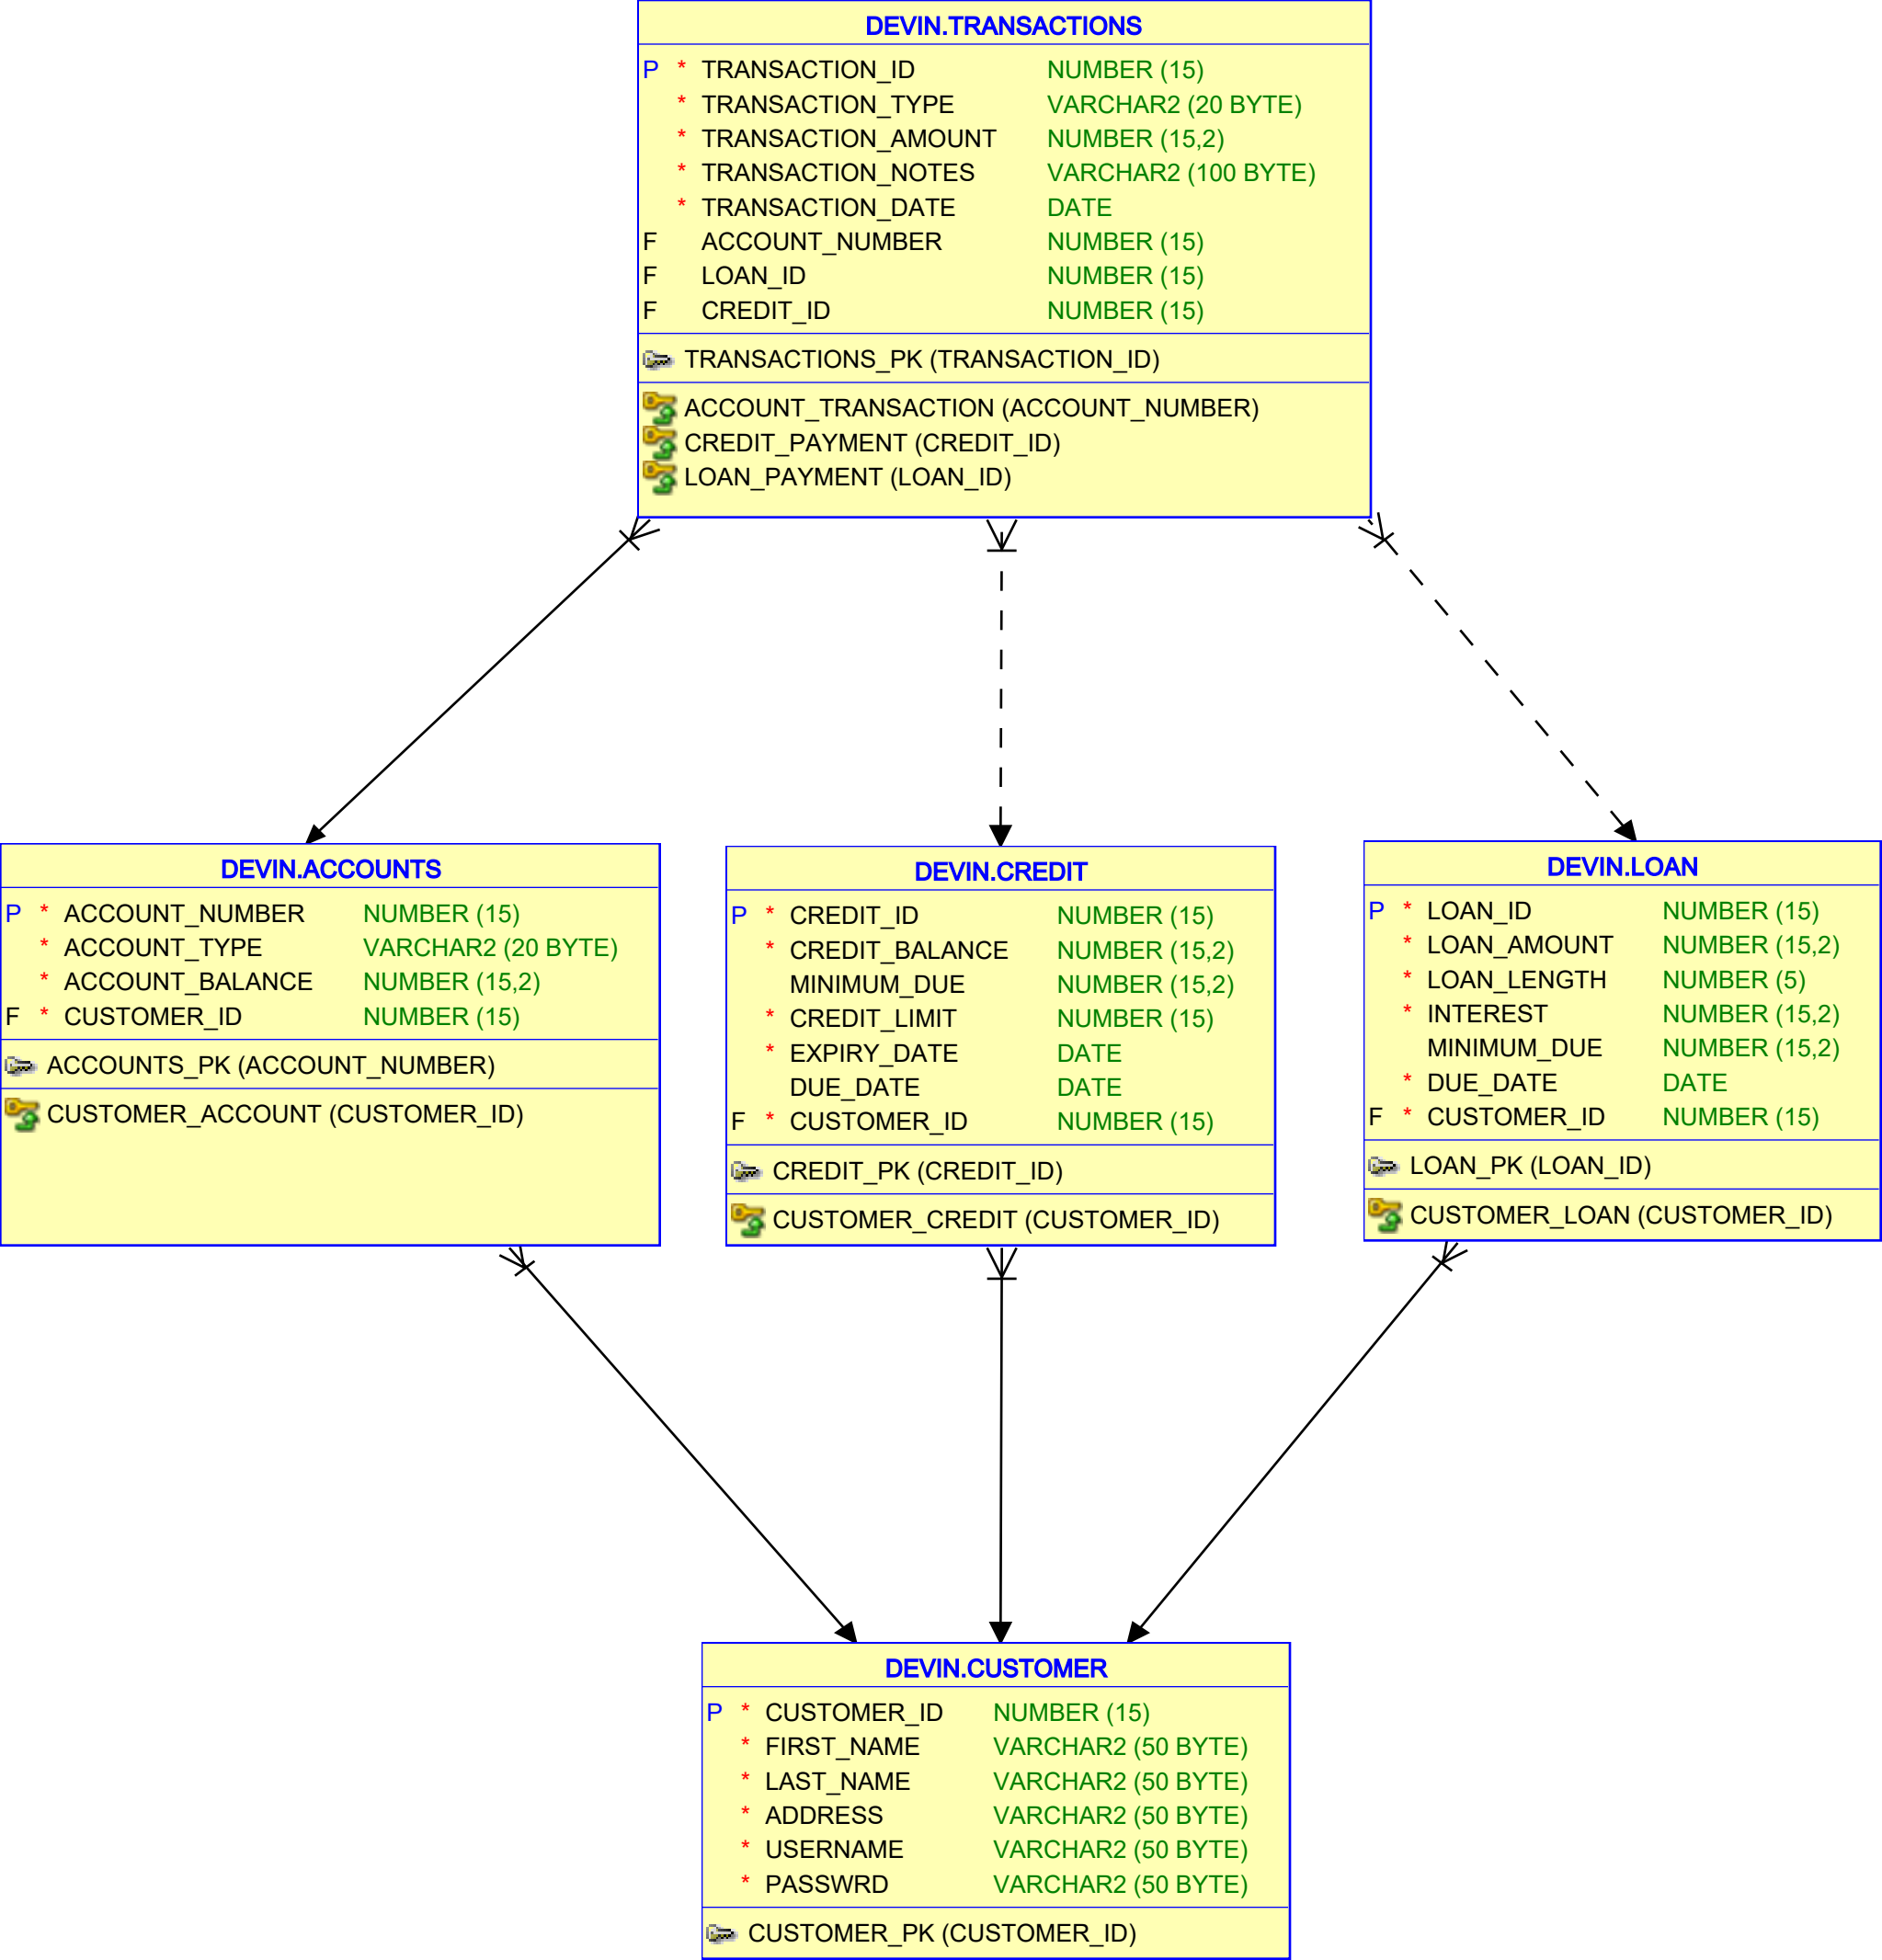 DEVIN.TRANSACTIONS
P * TRANSACTION_ID NUMBER (15)
* TRANSACTION_TYPE VARCHAR2 (20 BYTE)
* TRANSACTION_AMOUNT NUMBER (15,2)
* TRANSACTION_NOTES VARCHAR2 (100 BYTE)
* TRANSACTION_DATE DATE
F ACCOUNT_NUMBER NUMBER (15)
F LOAN_ID NUMBER (15)
F CREDIT_ID NUMBER (15)
TRANSACTIONS_PK (TRANSACTION_ID)
ACCOUNT_TRANSACTION (ACCOUNT_NUMBER)
CREDIT_PAYMENT (CREDIT_ID)
LOAN_PAYMENT (LOAN_ID)
DEVIN.ACCOUNTS
P * ACCOUNT_NUMBER NUMBER (15)
* ACCOUNT_TYPE VARCHAR2 (20 BYTE)
* ACCOUNT_BALANCE NUMBER (15,2)
F * CUSTOMER_ID NUMBER (15)
ACCOUNTS_PK (ACCOUNT_NUMBER)
CUSTOMER_ACCOUNT (CUSTOMER_ID)
DEVIN.CREDIT
P * CREDIT_ID NUMBER (15)
* CREDIT_BALANCE NUMBER (15,2)
MINIMUM_DUE NUMBER (15,2)
* CREDIT_LIMIT NUMBER (15)
* EXPIRY_DATE DATE
DUE_DATE DATE
F * CUSTOMER_ID NUMBER (15)
CREDIT_PK (CREDIT_ID)
CUSTOMER_CREDIT (CUSTOMER_ID)
DEVIN.LOAN
P * LOAN_ID NUMBER (15)
* LOAN_AMOUNT NUMBER (15,2)
* LOAN_LENGTH NUMBER (5)
* INTEREST NUMBER (15,2)
MINIMUM_DUE NUMBER (15,2)
* DUE_DATE DATE
F * CUSTOMER_ID NUMBER (15)
LOAN_PK (LOAN_ID)
CUSTOMER_LOAN (CUSTOMER_ID)
DEVIN.CUSTOMER
P * CUSTOMER_ID NUMBER (15)
* FIRST_NAME VARCHAR2 (50 BYTE)
* LAST_NAME VARCHAR2 (50 BYTE)
* ADDRESS VARCHAR2 (50 BYTE)
* USERNAME VARCHAR2 (50 BYTE)
* PASSWRD VARCHAR2 (50 BYTE)
CUSTOMER_PK (CUSTOMER_ID)